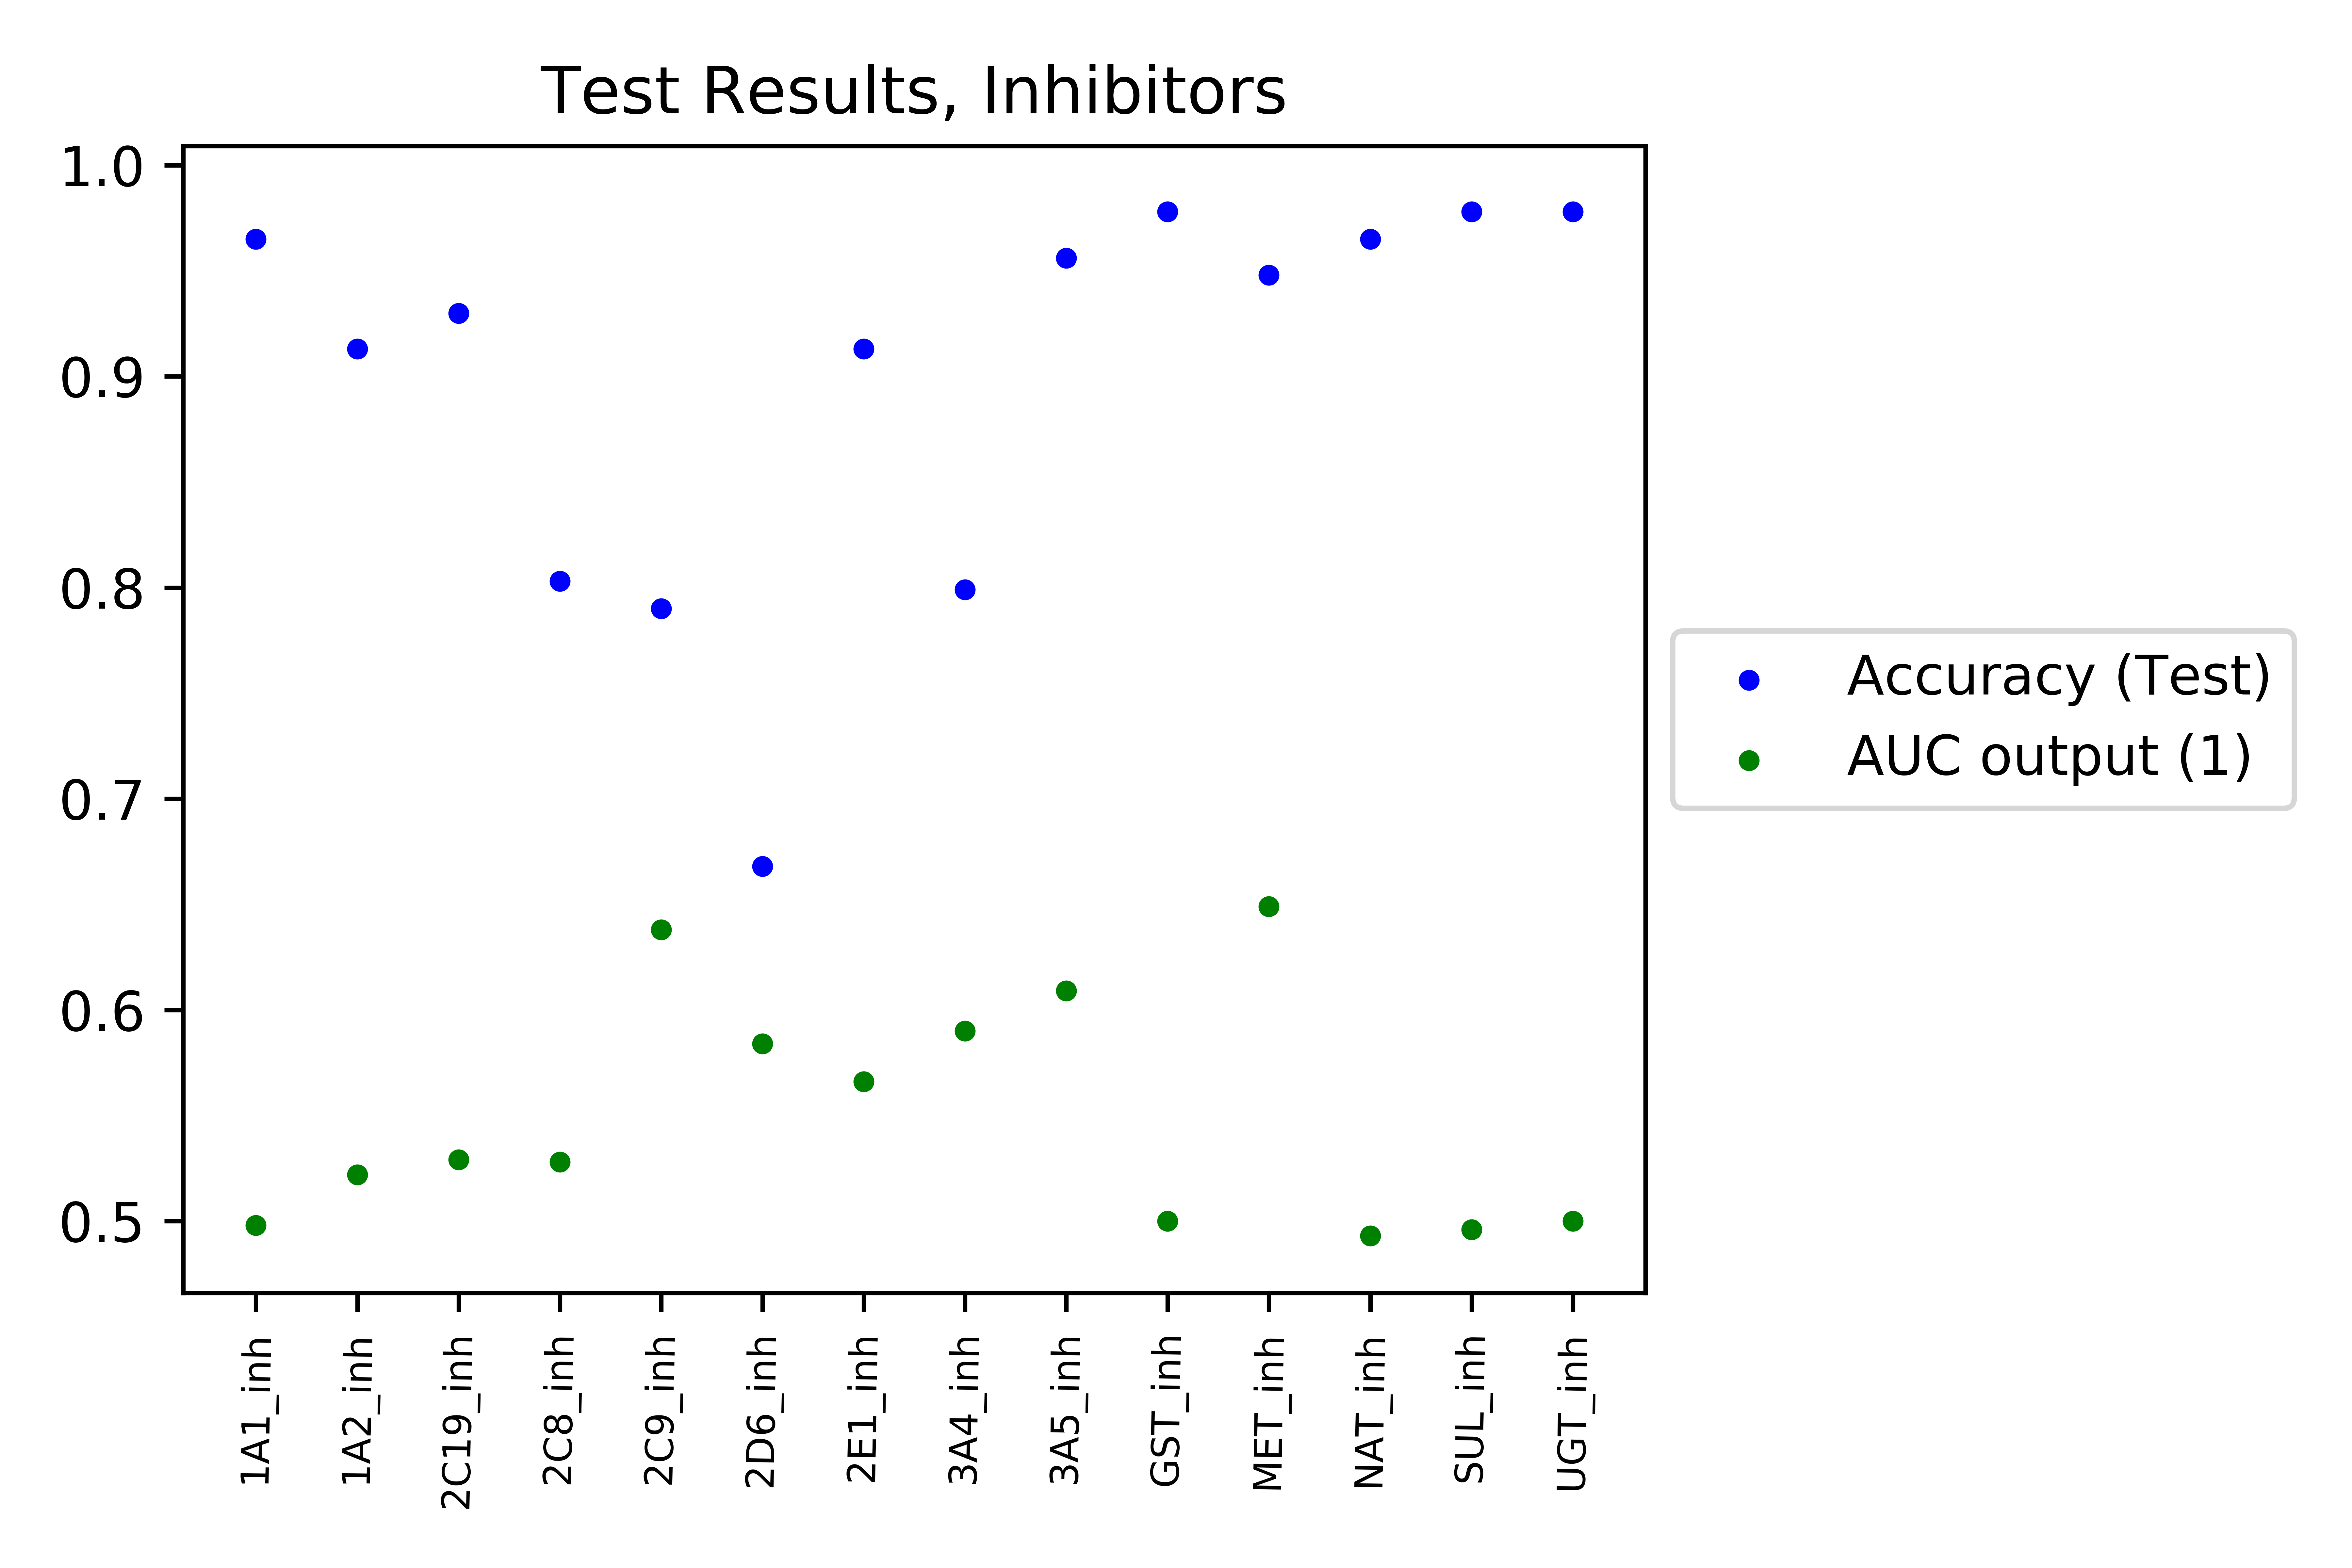 Test Results, Inhibitors
1.0
0.9
0.8
0.7
0.6
0.5
Accuracy (Test)
AUC output (1)
1A1_inh
1A2_inh
2C19_inh
2C8_inh
2C9_inh
2D6_inh
2E1_inh
3A4_inh
3A5_inh
GST_inh
MET_inh
NAT_inh
SUL_inh
UGT_inh